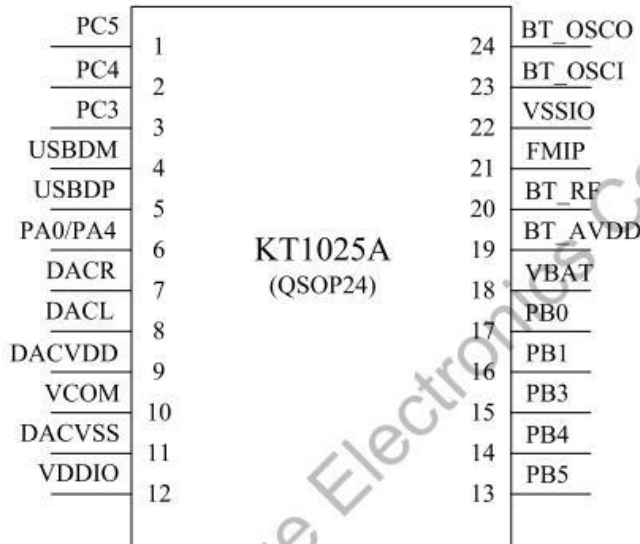 PC5 1
PC4 2
PC3 3
USBDM 4
USBDP 5
PA0/PA4 6
DACR 7
DACL 8
DACVDD 9
VCOM 10
DACVSS 11
VDDIO 12
KT1025A
(QSOP24)
24 BT_OSCO
23 BT_OSCI
22 VSSIO
21 FMIP
20 BT_RF
19 BT_AVDD
18 VBAT
17 PB0
16 PB1
15 PB3
14 PB4
13 PB5
Electronics